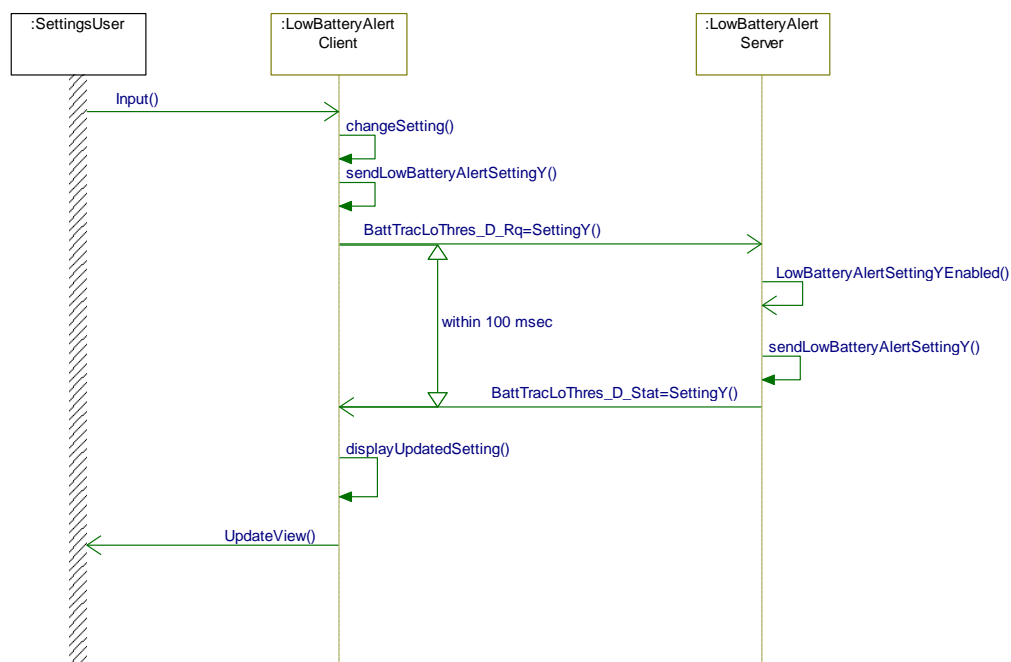 :SettingsUser
:LowBatteryAlert
Client
:LowBatteryAlert
Server
Input()
changeSetting()
sendLowBatteryAlertSettingY()
BattTracLoThres_D_Rq=SettingY()
LowBatteryAlertSettingYEnabled()
within 100 msec
sendLowBatteryAlertSettingY()
BattTracLoThres_D_Stat=SettingY()
displayUpdatedSetting()
UpdateView()